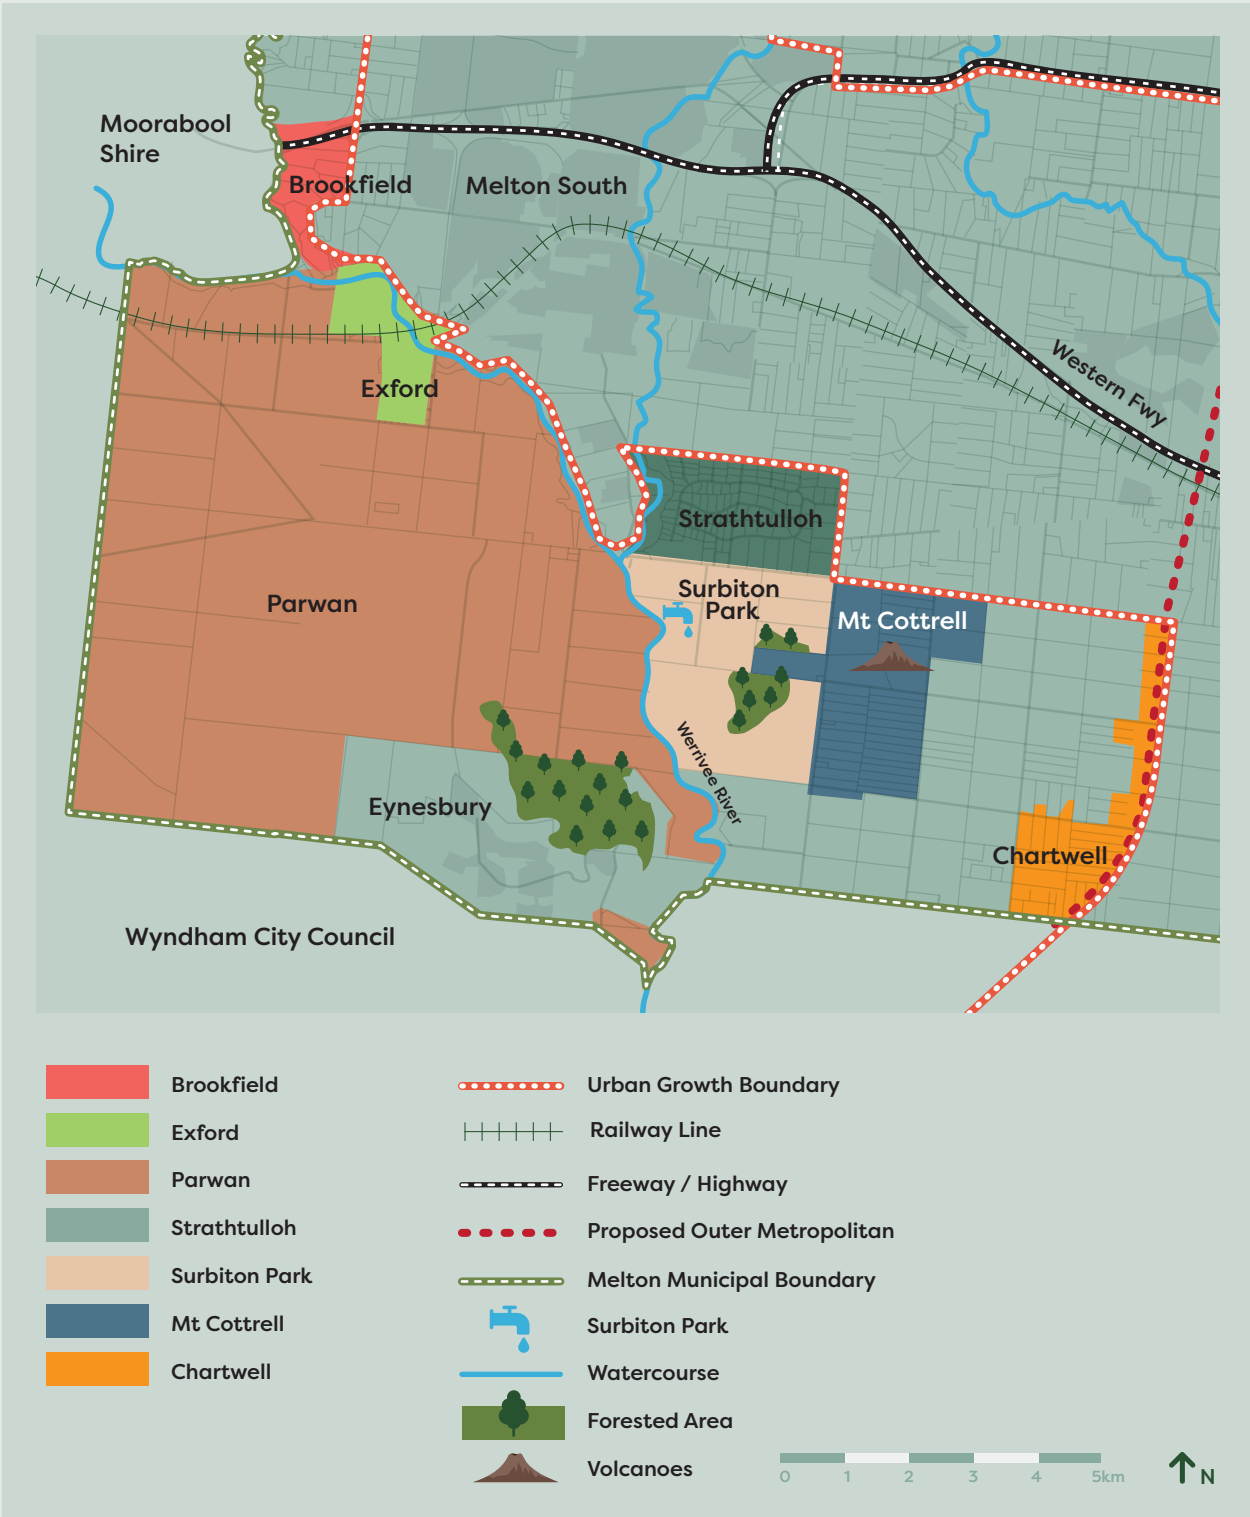 Moorabool
Shire
Brookfield
Melton South
Western Fwy
Exford
Strathtulloh
Surbiton
Park
Parwan
Mt Cottrell
Werrivee River
Eynesbury
Chartwell
Wyndham City Council
Brookfield
Exford
Parwan
Strathtulloh
Surbiton Park
Mt Cottrell
Chartwell
Urban Growth Boundary
Railway Line
Freeway / Highway
Proposed Outer Metropolitan
Melton Municipal Boundary
Surbiton Park
Watercourse
Forested Area
Volcanoes
0 1 2 3 4 5km
N